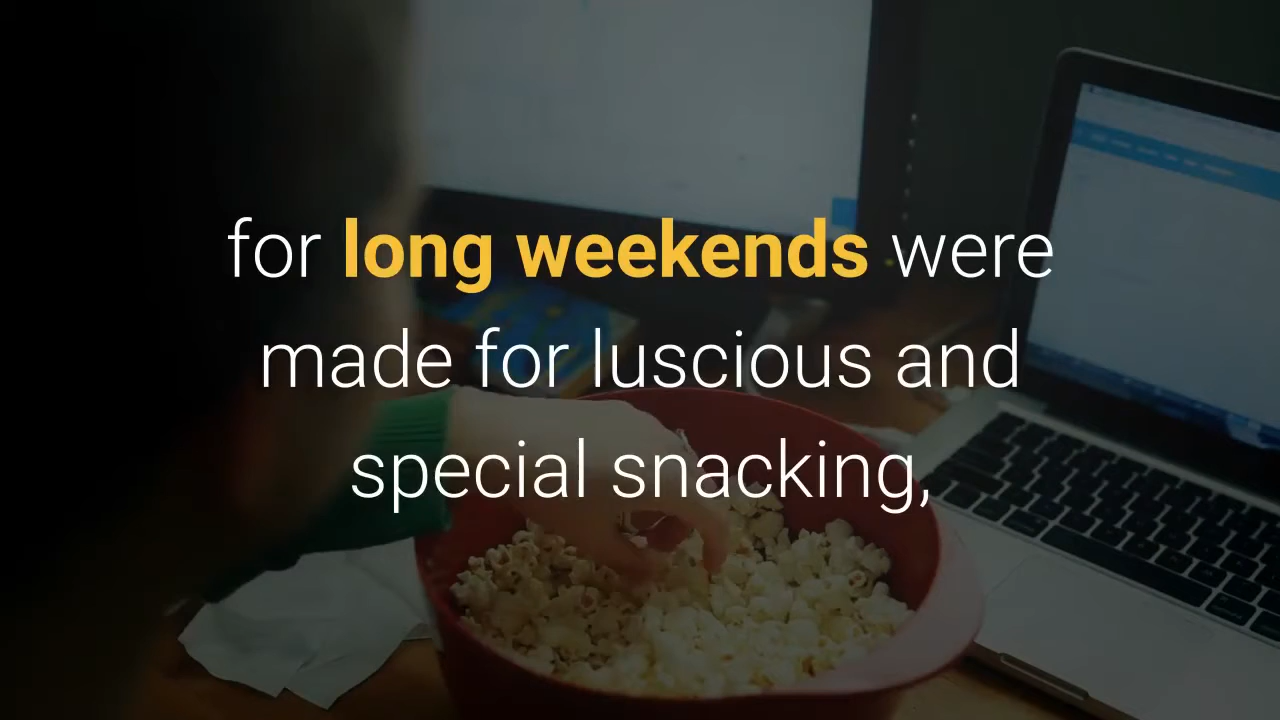 for long weekends were
made for luscious and
special snacking,